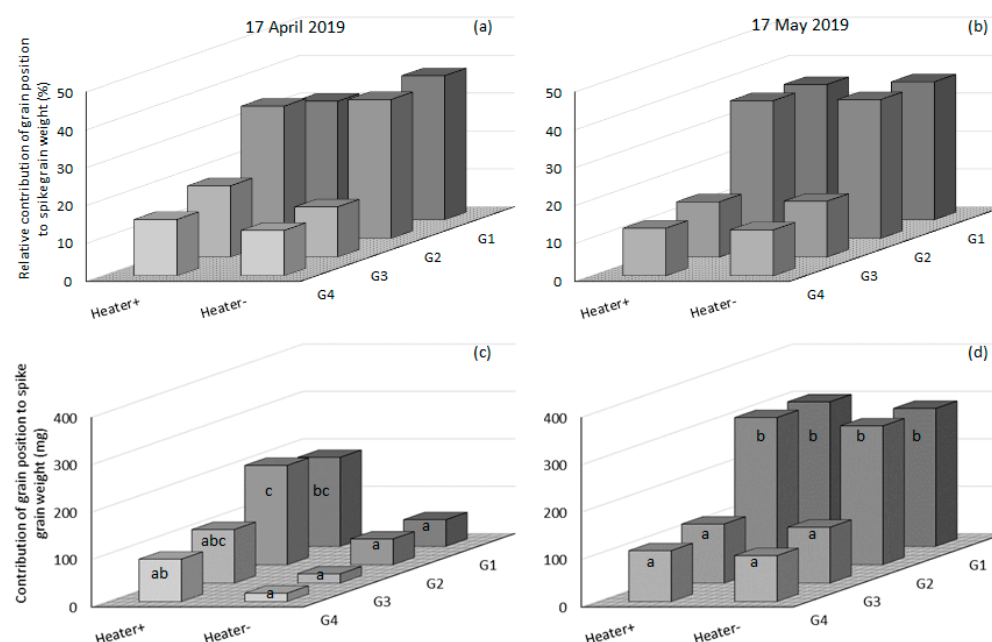 17 April 2019
(a)
Relative contribution of grain position
to spikegrain weight (%)
50
40
30
20
10
0
Heater+
Heater-
G4
G3
G2
G1
17 May 2019
(b)
50
40
30
20
10
0
Heater+
Heater-
G4
G3
G2
G1
(c)
Contribution of grain position to spike
grain weight (mg)
400
300
200
100
0
ab
abc
c
bc
a
a
a
a
Heater+
Heater-
G4
G3
G2
G1
(d)
400
300
200
100
0
a
a
b
b
a
a
b
b
Heater+
Heater-
G4
G3
G2
G1